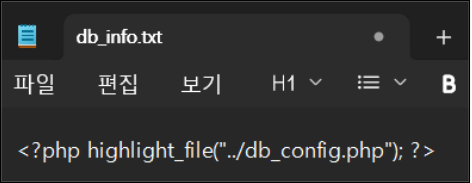 db_info.txt
파일 편집 보기 H1 B
<?php highlight_file("../db_config.php"); ?>